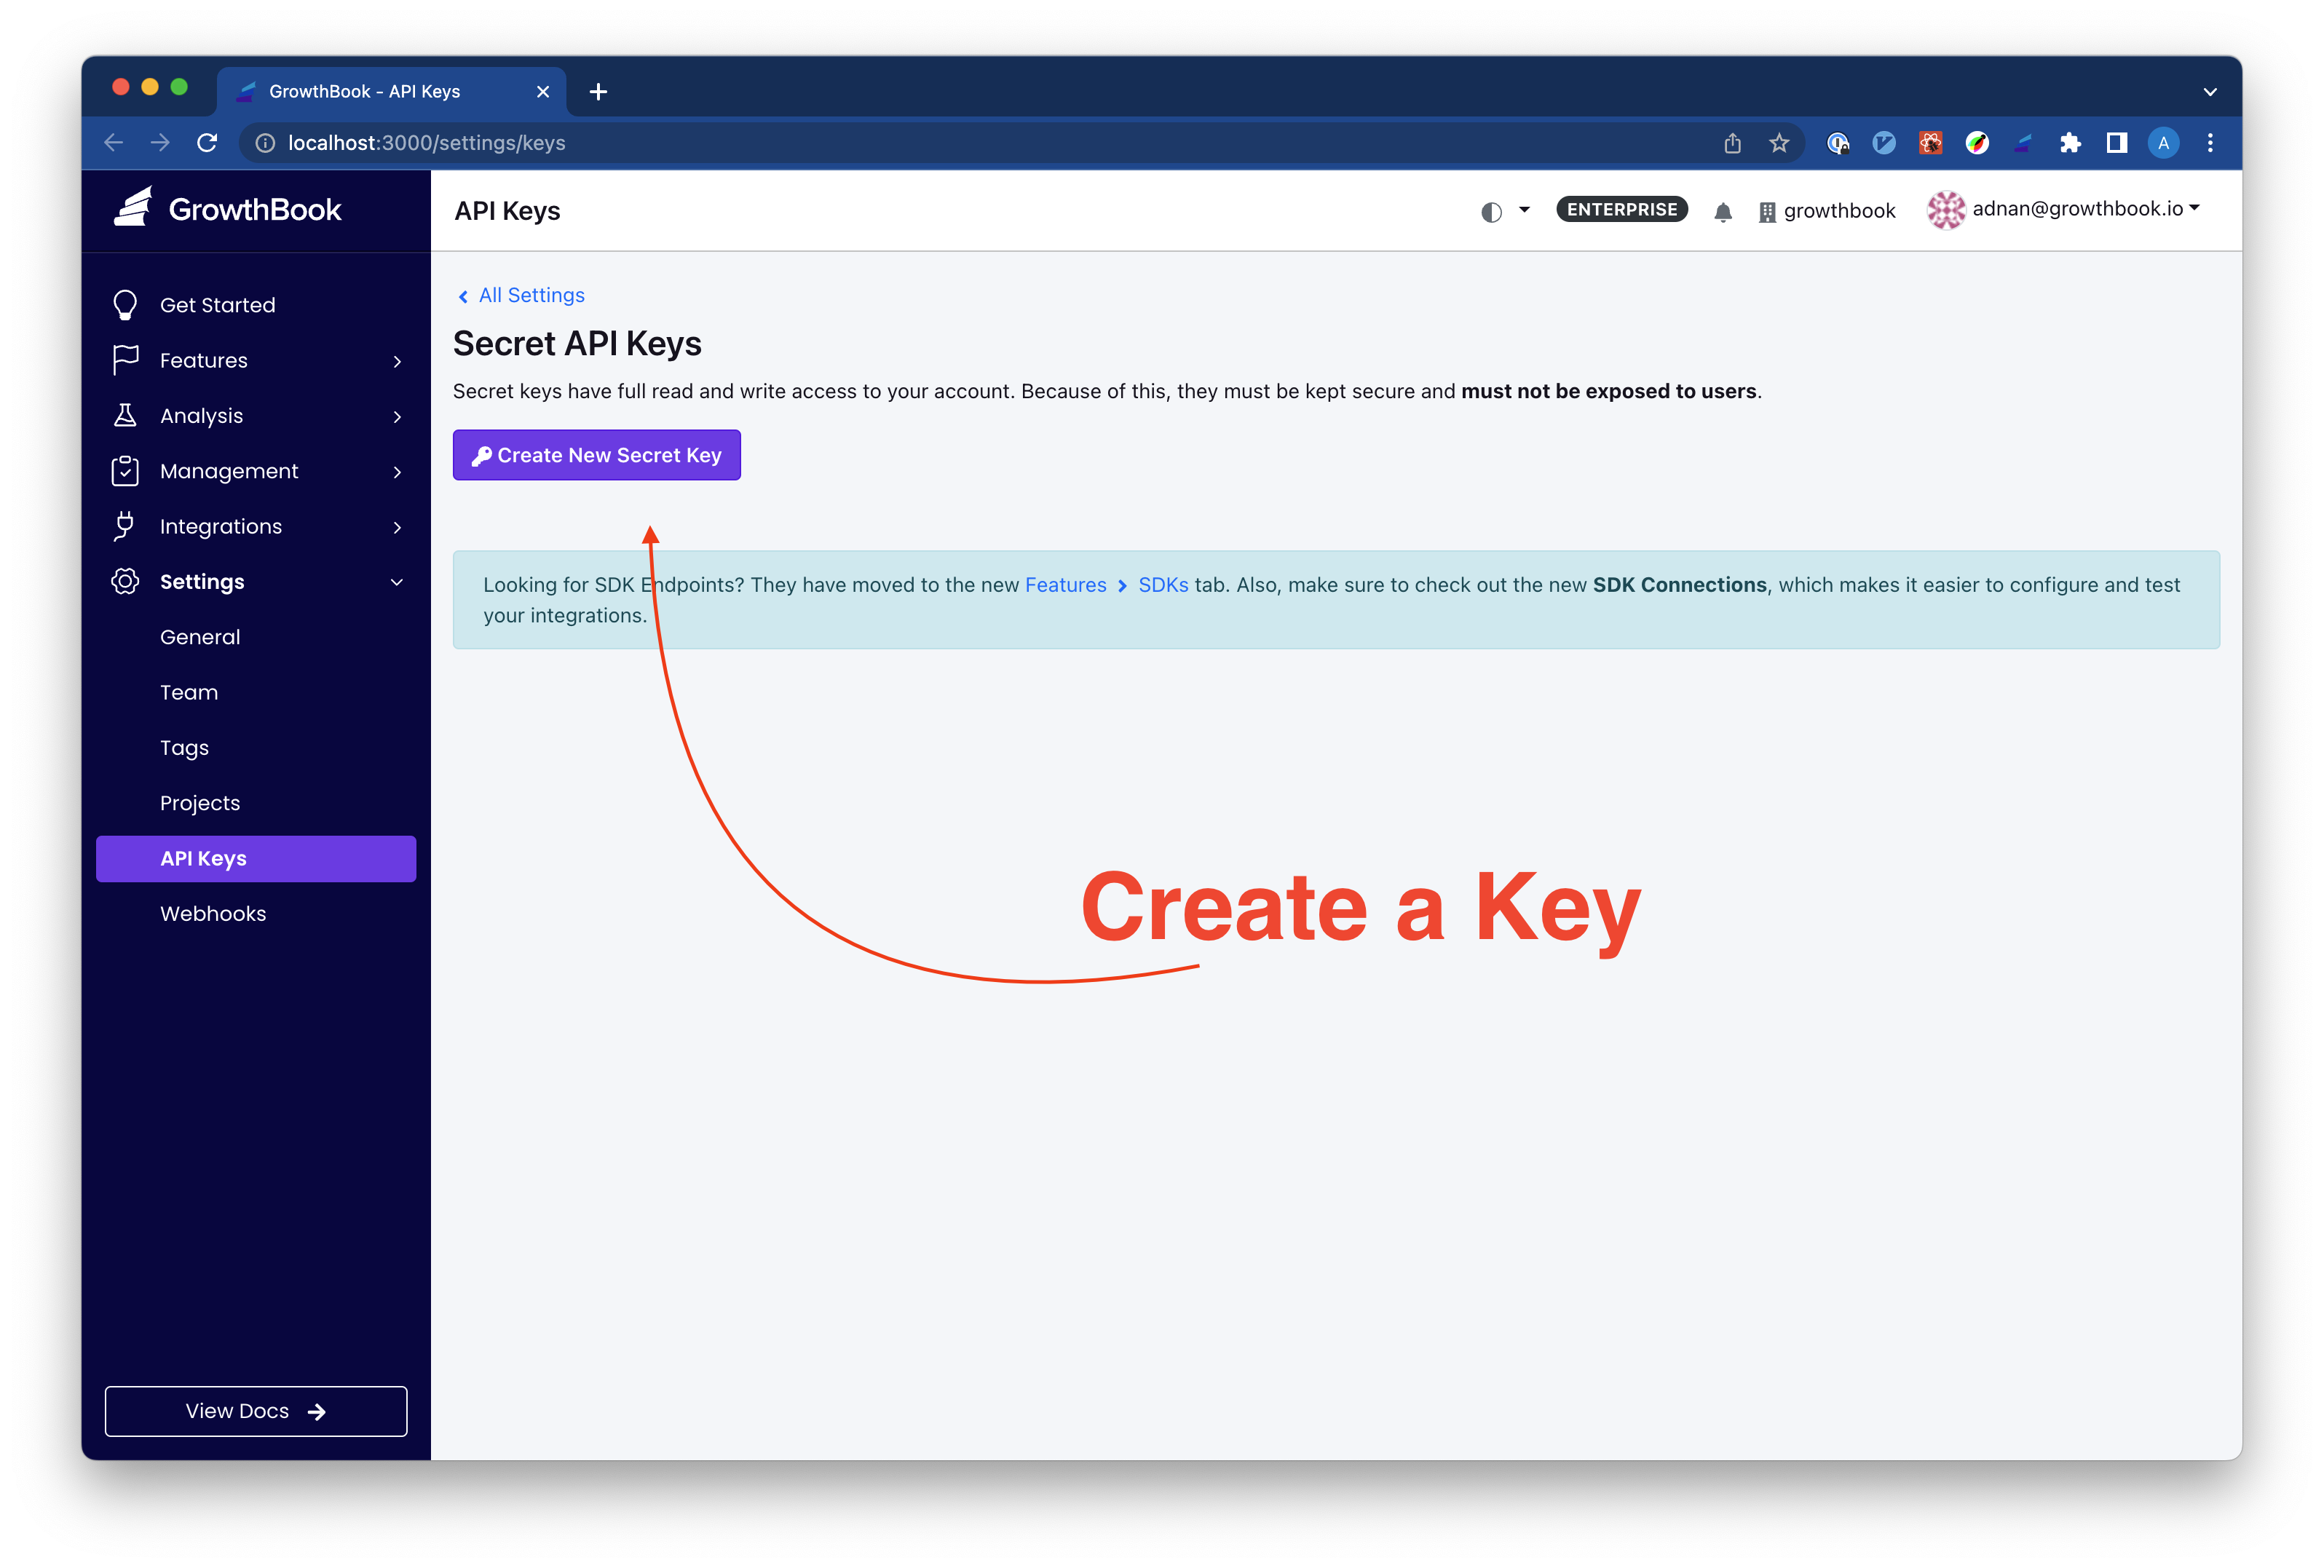 GrowthBook - API Keys
localhost:3000/settings/keys
A
GrowthBook
API Keys
ENTERPRISE
growthbook
adnan@growthbook.io
Get Started
Features
Analysis
Management
Integrations
Settings
General
Team
Tags
Projects
API Keys
Webhooks
View Docs
All Settings
Secret API Keys
Secret keys have full read and write access to your account. Because of this, they must be kept secure and must not be exposed to users.
Create New Secret Key
Looking for SDK Endpoints? They have moved to the new Features > SDKs tab. Also, make sure to check out the new SDK Connections, which makes it easier to configure and test
your integrations.
Create a Key